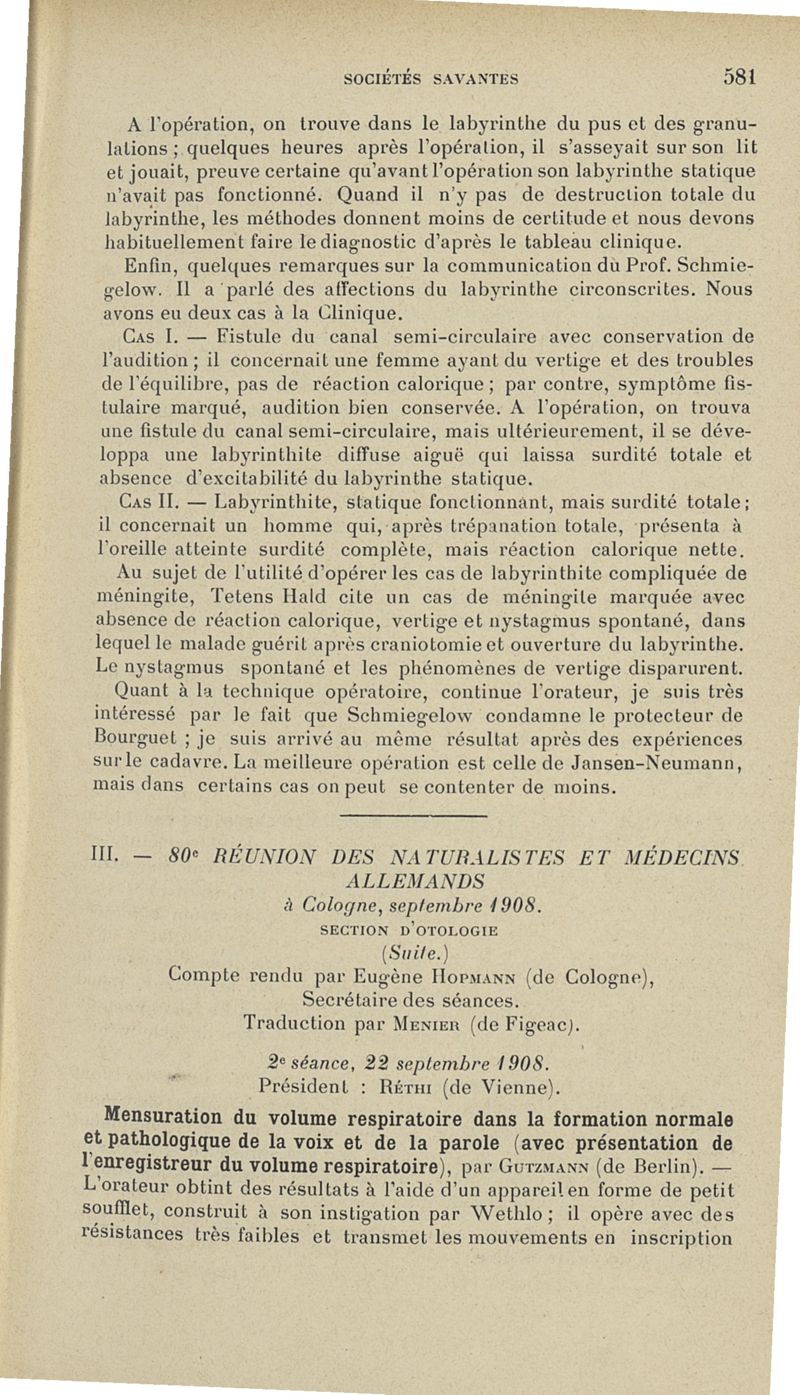 SOCIÉTÉS SAVANTES 581
A l'opération, on trouve dans le labyrinthe du pus et des granu-
lations ; quelques heures après l'opération, il s'asseyait sur son lit
et jouait, preuve certaine qu'avant l'opération son labyrinthe statique
n'avait pas fonctionné. Quand il n'y pas de destruction totale du
labyrinthe, les méthodes donnent moins de certitude et nous devons
habituellement faire le diagnostic d'après le tableau clinique.
Enfin, quelques remarques sur la communication du Prof. Schmie-
gelow. Il a parlé des affections du labyrinthe circonscrites. Nous
avons eu deux cas à la Clinique.
CAS I. — Fistule du canal semi-circulaire avec conservation de
l'audition ; il concernait une femme ayant du vertige et des troubles
de l'équilibre, pas de réaction calorique ; par contre, symptôme fis-
tulaire marqué, audition bien conservée. A l'opération, on trouva
une fistule du canal semi-circulaire, mais ultérieurement, il se déve-
loppa une labyrinthite diffuse aiguë qui laissa surdité totale et
absence d'excitabilité du labyrinthe statique.
CAS II. — Labyrinthite, statique fonctionnant, mais surdité totale ;
il concernait un homme qui, après trépanation totale, présenta à
l'oreille atteinte surdité complète, mais réaction calorique nette.
Au sujet de l'utilité d'opérer les cas de labyrinthite compliquée de
méningite, Tetens Hald cite un cas de méningite marquée avec
absence de réaction calorique, vertige et nystagmus spontané, dans
lequel le malade guérit après craniotomie et ouverture du labyrinthe.
Le nystagmus spontané et les phénomènes de vertige disparurent.
Quant à la technique opératoire, continue l'orateur, je suis très
intéressé par le fait que Schmiegelow condamne le protecteur de
Bourguet ; je suis arrivé au même résultat après des expériences
sur le cadavre. La meilleure opération est celle de Jansen-Neumann,
mais dans certains cas on peut se contenter de moins.
III. — 80e RÉUNION DES NATURALISTES ET MÉDECINS
ALLEMANDS
à Cologne, septembre 1908.
SECTION D'OTOLOGIE
(Suite.)
Compte rendu par Eugène HOPMANN (de Cologne),
Secrétaire des séances.
Traduction par MENIER (de Figeac).
2e séance, 22 septembre 1908.
Président : RÉTHI (de Vienne).
Mensuration du volume respiratoire dans la formation normale
et pathologique de la voix et de la parole (avec présentation de
l'enregistreur du volume respiratoire), par GUTZMANN (de Berlin). —
L'orateur obtint des résultats à l'aide d'un appareil en forme de petit
soufflet, construit à son instigation par Wethlo ; il opère avec des
résistances très faibles et transmet les mouvements en inscription